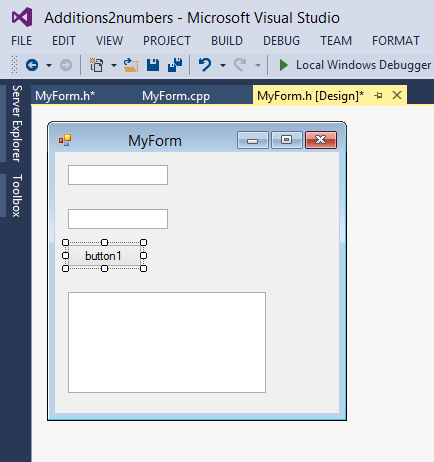 Additions2numbers - Microsoft Visual Studio
FILE EDIT VIEW PROJECT BUILD DEBUG TEAM FORMAT
Local Windows Debugger
Server Explorer
Toolbox
MyForm.h* MyForm.cpp MyForm.h [Design]*
MyForm
button1